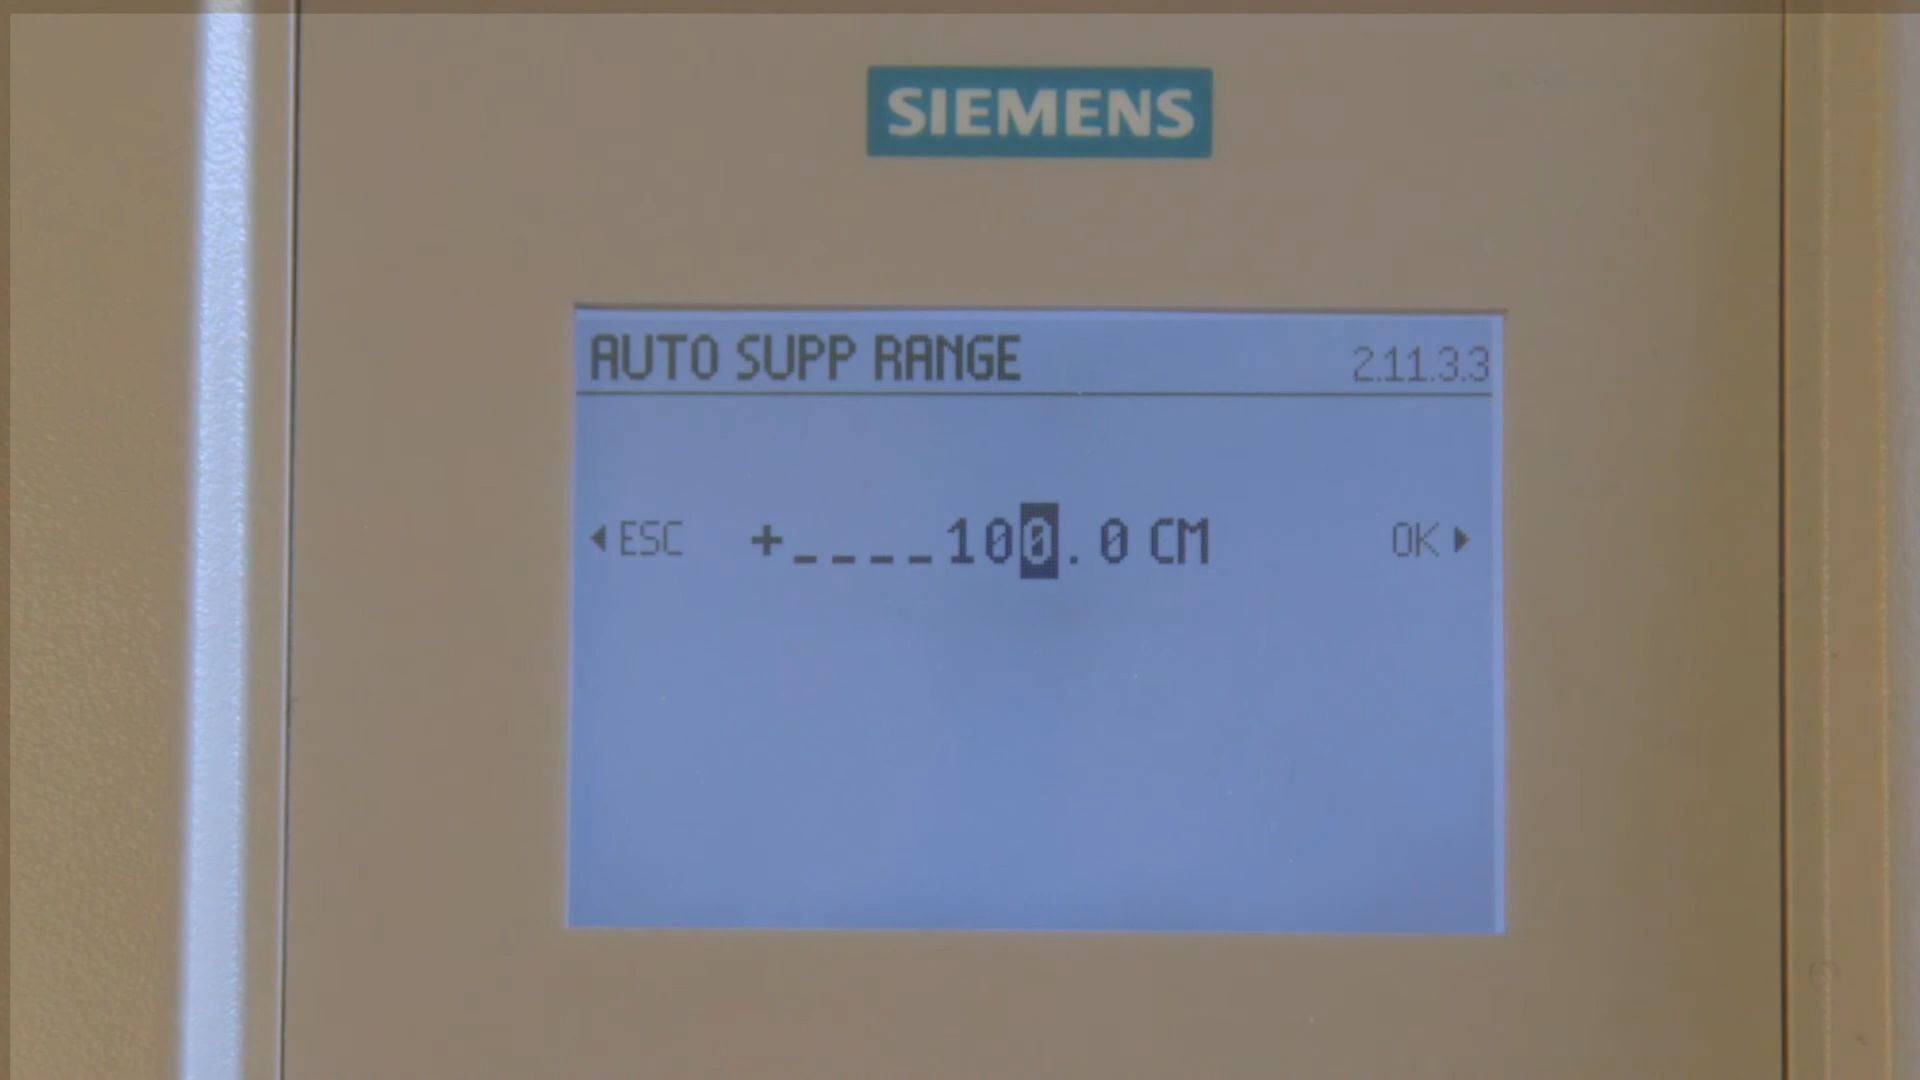 SIEMENS
AUTO SUPP RANGE 2.11.3.3
◂ ESC +____100.0 CM OK ▸